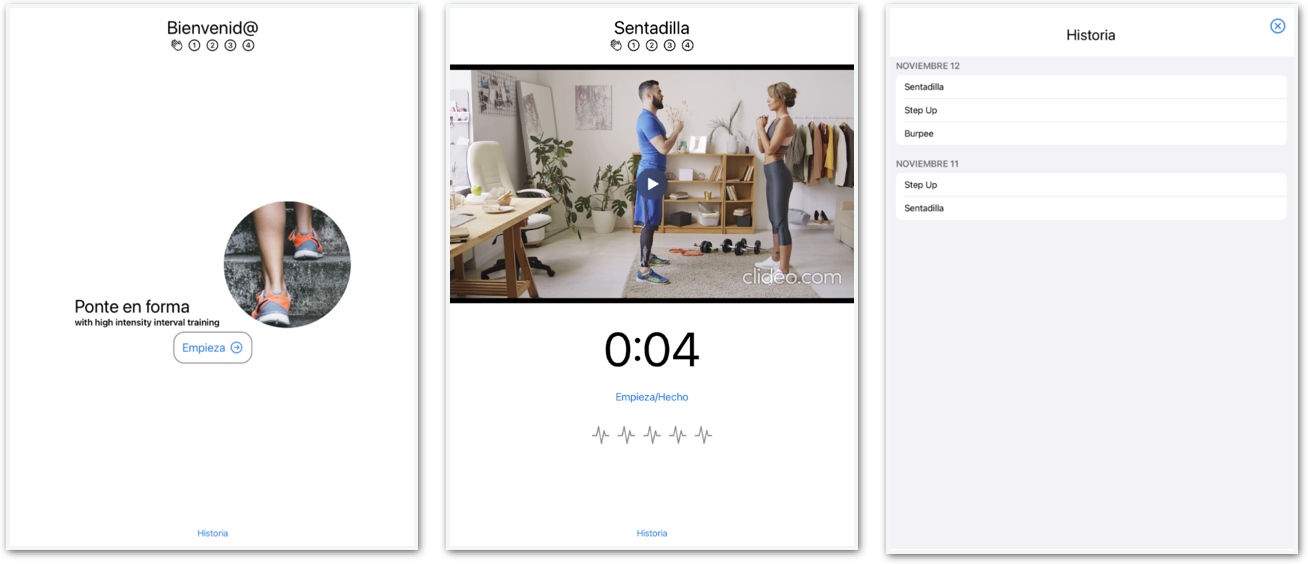 Bienvenid@
1 2 3 4
Ponte en forma
with high intensity interval training
Empieza
Historia
Sentadilla
1 2 3 4
clideo.com
0:04
Empieza/Hecho
Historia
Historia
NOVIEMBRE 12
Sentadilla
Step Up
Burpee
NOVIEMBRE 11
Step Up
Sentadilla